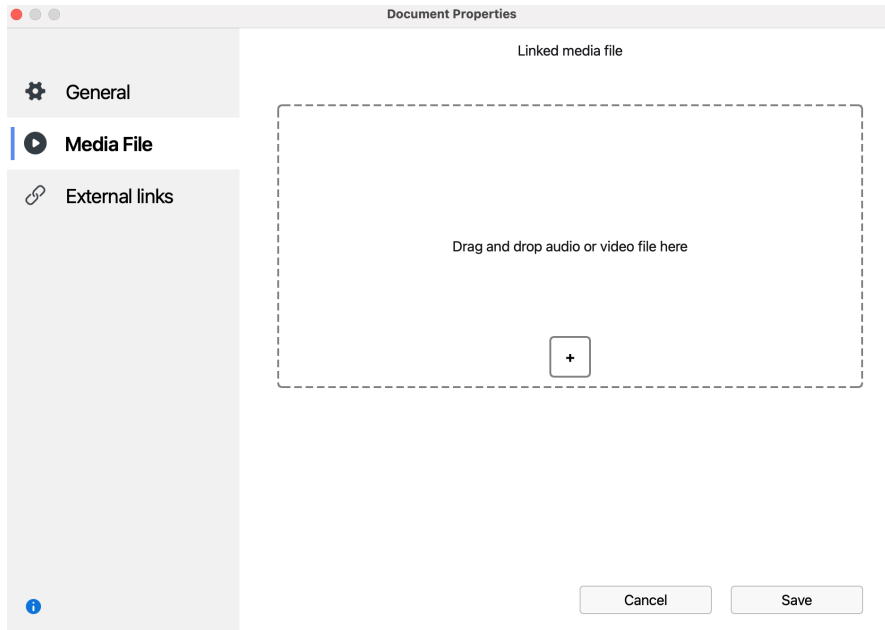 Document Properties
Linked media file
General
Media File
External links
Drag and drop audio or video file here
+
Cancel
Save